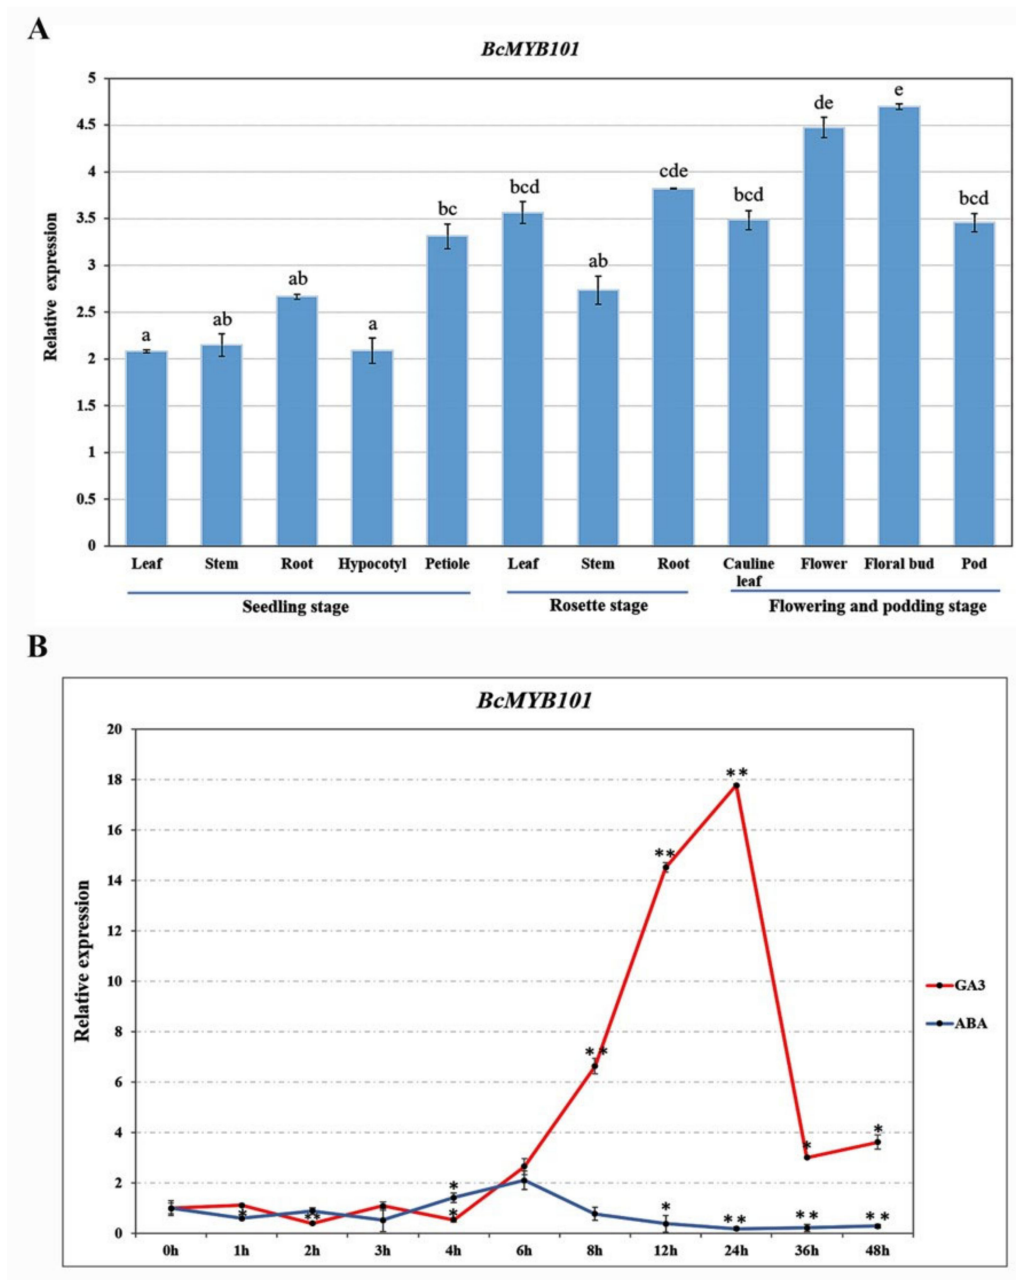 A
BcMYB101
5
4.5
4
3.5
3
2.5
2
1.5
1
0.5
0
Relative expression
a
ab
ab
a
bc
bcd
ab
cde
bcd
de
e
bcd
Leaf Stem Root Hypocotyl Petiole Leaf Stem Root Cauline leaf Flower Floral bud Pod
Seedling stage Rosette stage Flowering and podding stage
B
BcMYB101
20
18
16
14
12
10
8
6
4
2
0
Relative expression
*
**
*
*
**
**
**
*
*
*
**
**
**
GA3
ABA
0h 1h 2h 3h 4h 6h 8h 12h 24h 36h 48h